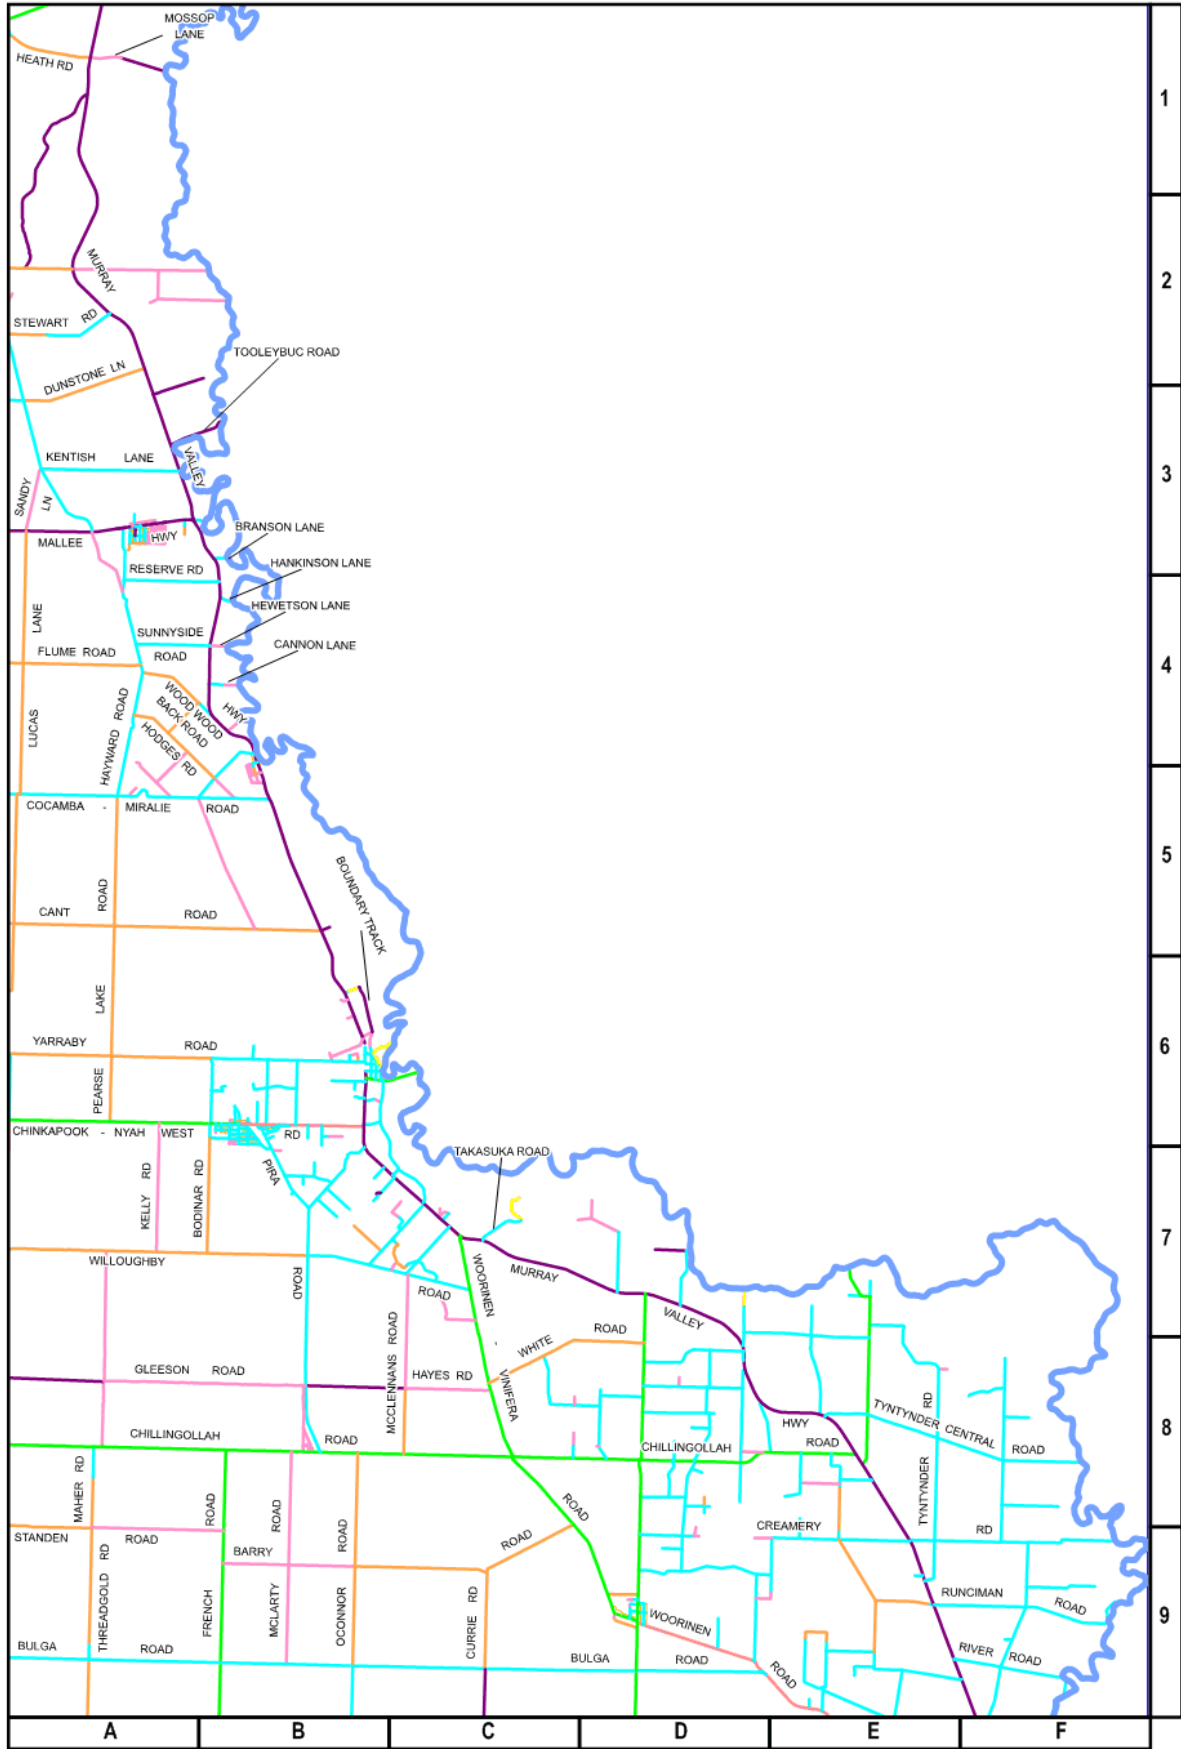 MOSSOP
LANE
HEATH RD
1
MURRAY
2
STEWART RD
TOOLEYBUC ROAD
DUNSTONE LN
KENTISH LANE
VALLEY
3
SANDY
LN
MALLEE HWY
BRANSON LANE
HANKINSON LANE
RESERVE RD
HEWETSON LANE
LANE
SUNNYSIDE
ROAD
CANNON LANE
FLUME ROAD
4
WOOD WOOD
BACK ROAD
HWY
LUCAS
HAYWARD ROAD
HODGES RD
COCAMBA - MIRALIE ROAD
5
BOUNDARY TRACK
ROAD
CANT ROAD
LAKE
YARRABY ROAD
6
PEARSE
CHINKAPOOK - NYAH WEST RD
TAKASUKA ROAD
KELLY RD
BODINAR RD
PIRA
7
WILLOUGHBY ROAD
ROAD
WOORINEN - VINIFERA
MURRAY
VALLEY
WHITE ROAD
MCCLENNANS ROAD
GLEESON ROAD
HAYES RD
RD
TYNTYNDER CENTRAL
ROAD
HWY
8
CHILLINGOLLAH ROAD
CHILLINGOLLAH ROAD
MAHER RD
TYNTYNDER
ROAD
ROAD
ROAD
ROAD
STANDEN ROAD
ROAD
CREAMERY RD
BARRY
THREADGOLD RD
FRENCH
MCLARTY
OCONNOR
CURRIE RD
RUNCIMAN
ROAD
9
WOORINEN
ROAD
BULGA ROAD
BULGA ROAD
RIVER ROAD
A B C D E F